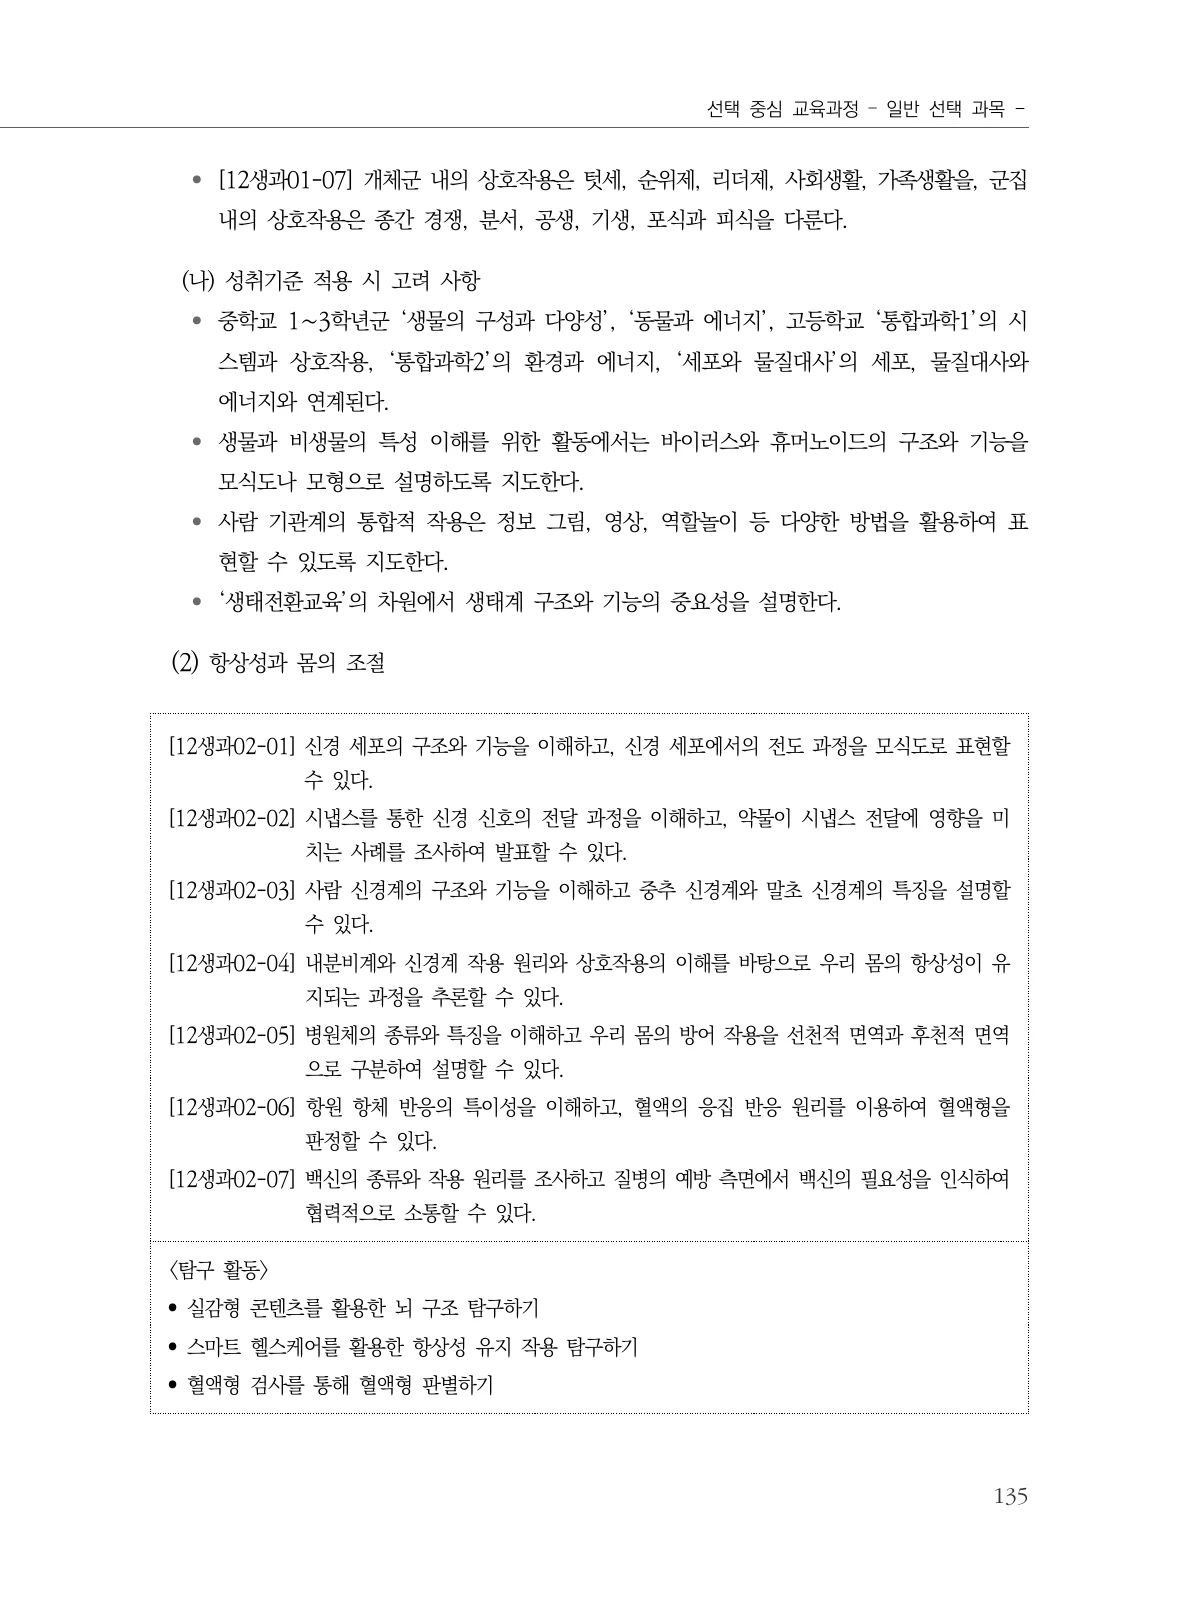 선택 중심 교육과정 - 일반 선택 과목 -
• [12생과01-07] 개체군 내의 상호작용은 텃세, 순위제, 리더제, 사회생활, 가족생활을, 군집
내의 상호작용은 종간 경쟁, 분서, 공생, 기생, 포식과 피식을 다룬다.
(나) 성취기준 적용 시 고려 사항
• 중학교 1~3학년군 ‘생물의 구성과 다양성’, ‘동물과 에너지’, 고등학교 ‘통합과학1’의 시
스템과 상호작용, ‘통합과학2’의 환경과 에너지, ‘세포와 물질대사’의 세포, 물질대사와
에너지와 연계된다.
• 생물과 비생물의 특성 이해를 위한 활동에서는 바이러스와 휴머노이드의 구조와 기능을
모식도나 모형으로 설명하도록 지도한다.
• 사람 기관계의 통합적 작용은 정보 그림, 영상, 역할놀이 등 다양한 방법을 활용하여 표
현할 수 있도록 지도한다.
• ‘생태전환교육’의 차원에서 생태계 구조와 기능의 중요성을 설명한다.
(2) 항상성과 몸의 조절
[12생과02-01] 신경 세포의 구조와 기능을 이해하고, 신경 세포에서의 전도 과정을 모식도로 표현할
수 있다.
[12생과02-02] 시냅스를 통한 신경 신호의 전달 과정을 이해하고, 약물이 시냅스 전달에 영향을 미
치는 사례를 조사하여 발표할 수 있다.
[12생과02-03] 사람 신경계의 구조와 기능을 이해하고 중추 신경계와 말초 신경계의 특징을 설명할
수 있다.
[12생과02-04] 내분비계와 신경계 작용 원리와 상호작용의 이해를 바탕으로 우리 몸의 항상성이 유
지되는 과정을 추론할 수 있다.
[12생과02-05] 병원체의 종류와 특징을 이해하고 우리 몸의 방어 작용을 선천적 면역과 후천적 면역
으로 구분하여 설명할 수 있다.
[12생과02-06] 항원 항체 반응의 특이성을 이해하고, 혈액의 응집 반응 원리를 이용하여 혈액형을
판정할 수 있다.
[12생과02-07] 백신의 종류와 작용 원리를 조사하고 질병의 예방 측면에서 백신의 필요성을 인식하여
협력적으로 소통할 수 있다.
〈탐구 활동〉
• 실감형 콘텐츠를 활용한 뇌 구조 탐구하기
• 스마트 헬스케어를 활용한 항상성 유지 작용 탐구하기
• 혈액형 검사를 통해 혈액형 판별하기
135